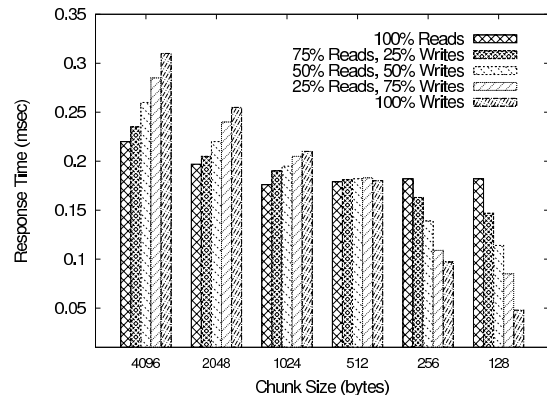 0.35
0.3
0.25
0.2
0.15
0.1
0.05
Response Time (msec)
100% Reads
75% Reads, 25% Writes
50% Reads, 50% Writes
25% Reads, 75% Writes
100% Writes
4096 2048 1024 512 256 128
Chunk Size (bytes)